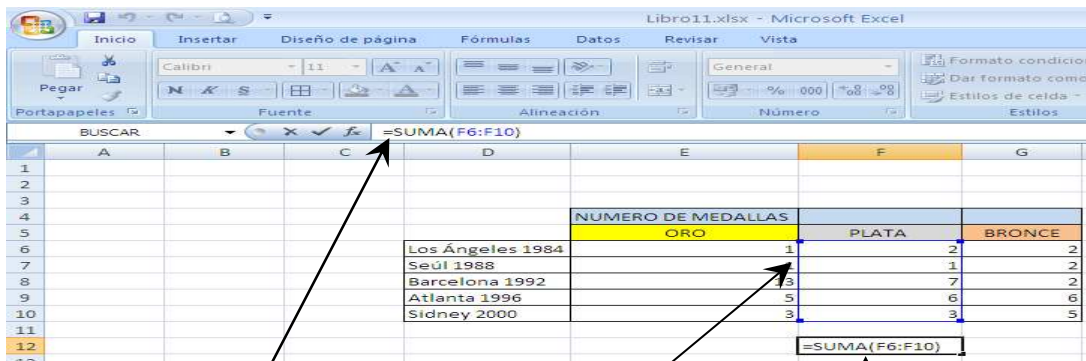 Libro11.xlsx - Microsoft Excel
Inicio Insertar Diseño de página Fórmulas Datos Revisar Vista
Pegar
Calibri 11 A A General Formato condicio
N K S A % 000 Dar formato como
Estilos de celda
Portapapeles Fuente Alineación Número Estilos
BUSCAR fx =SUMA(F6:F10)
A B C D E F G
1
2
3
4 NUMERO DE MEDALLAS
5 ORO PLATA BRONCE
6 Los Ángeles 1984 1 2 2
7 Seúl 1988 1 2
8 Barcelona 1992 13 7 2
9 Atlanta 1996 5 6 6
10 Sidney 2000 3 3 5
11
12 =SUMA(F6:F10)